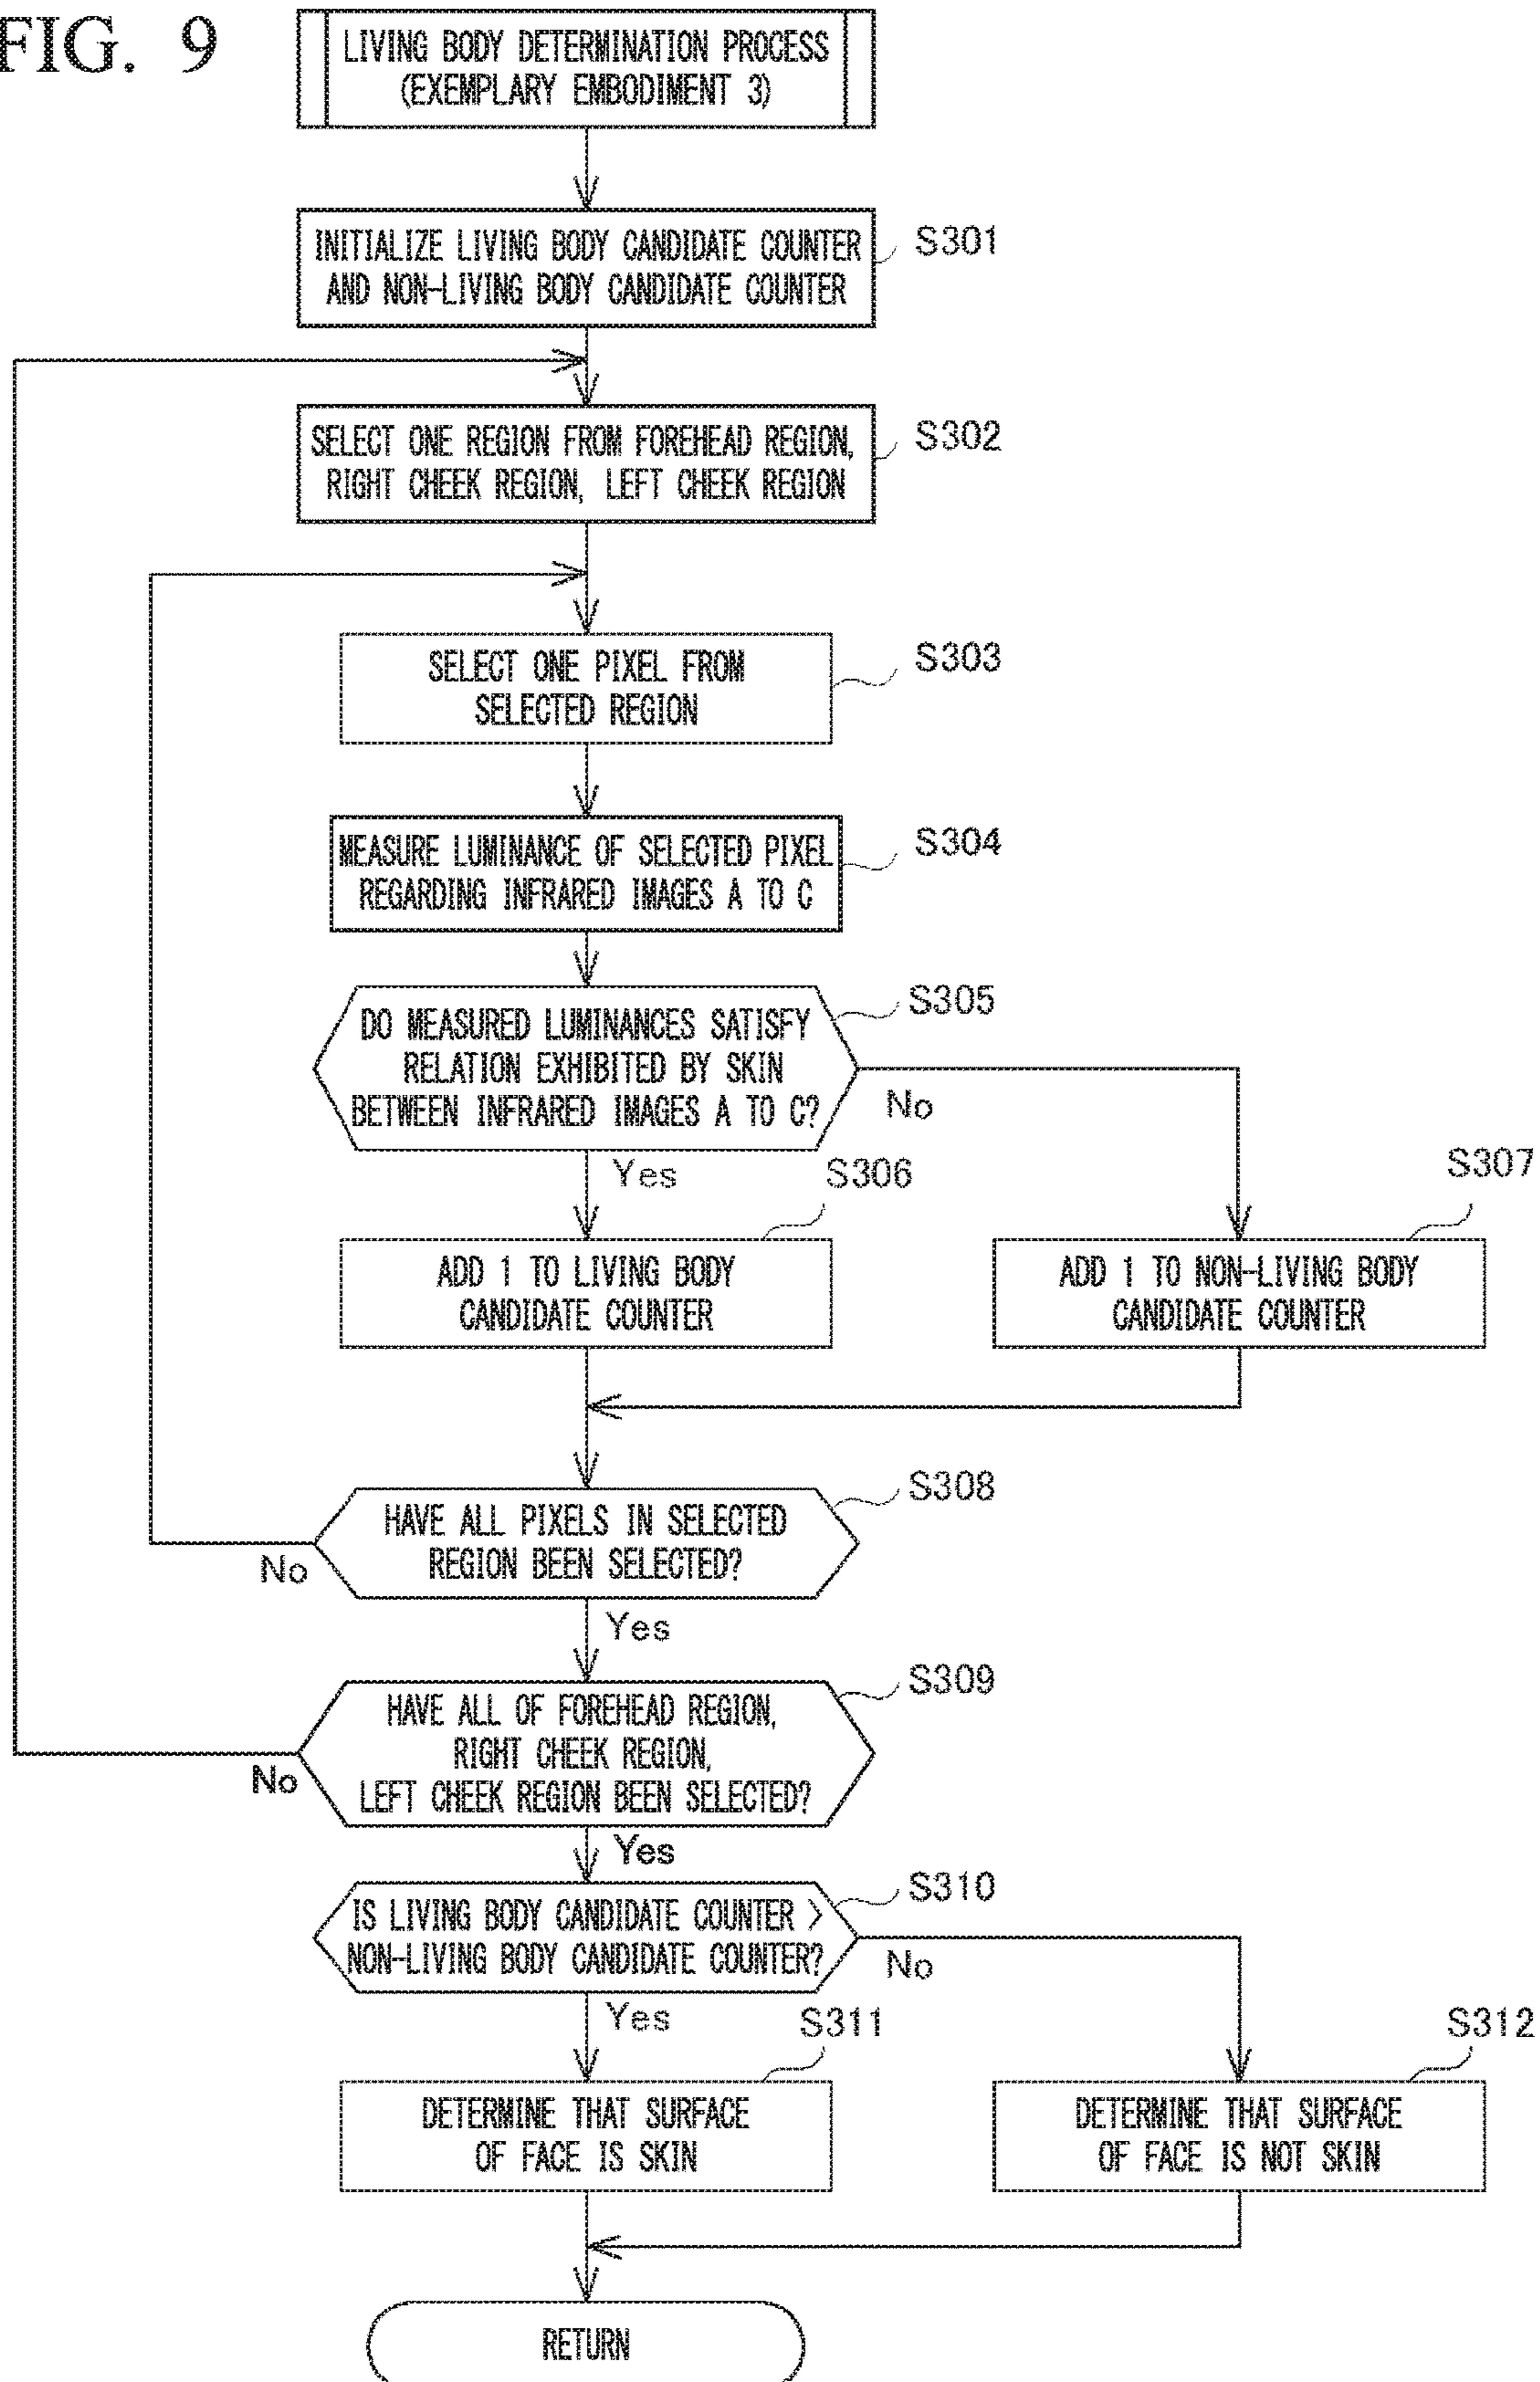 FIG. 9
LIVING BODY DETERMINATION PROCESS
(EXEMPLARY EMBODIMENT 3)
INITIALIZE LIVING BODY CANDIDATE COUNTER
AND NON-LIVING BODY CANDIDATE COUNTER
S301
SELECT ONE REGION FROM FOREHEAD REGION,
RIGHT CHEEK REGION, LEFT CHEEK REGION
S302
SELECT ONE PIXEL FROM
SELECTED REGION
S303
MEASURE LUMINANCE OF SELECTED PIXEL
REGARDING INFRARED IMAGES A TO C
S304
DO MEASURED LUMINANCES SATISFY
RELATION EXHIBITED BY SKIN
BETWEEN INFRARED IMAGES A TO C?
S305
No
Yes
S306
S307
ADD 1 TO LIVING BODY
CANDIDATE COUNTER
ADD 1 TO NON-LIVING BODY
CANDIDATE COUNTER
S308
HAVE ALL PIXELS IN SELECTED
REGION BEEN SELECTED?
No
Yes
S309
HAVE ALL OF FOREHEAD REGION,
RIGHT CHEEK REGION,
LEFT CHEEK REGION BEEN SELECTED?
No
Yes
S310
IS LIVING BODY CANDIDATE COUNTER >
NON-LIVING BODY CANDIDATE COUNTER?
No
Yes
S311
S312
DETERMINE THAT SURFACE
OF FACE IS SKIN
DETERMINE THAT SURFACE
OF FACE IS NOT SKIN
RETURN